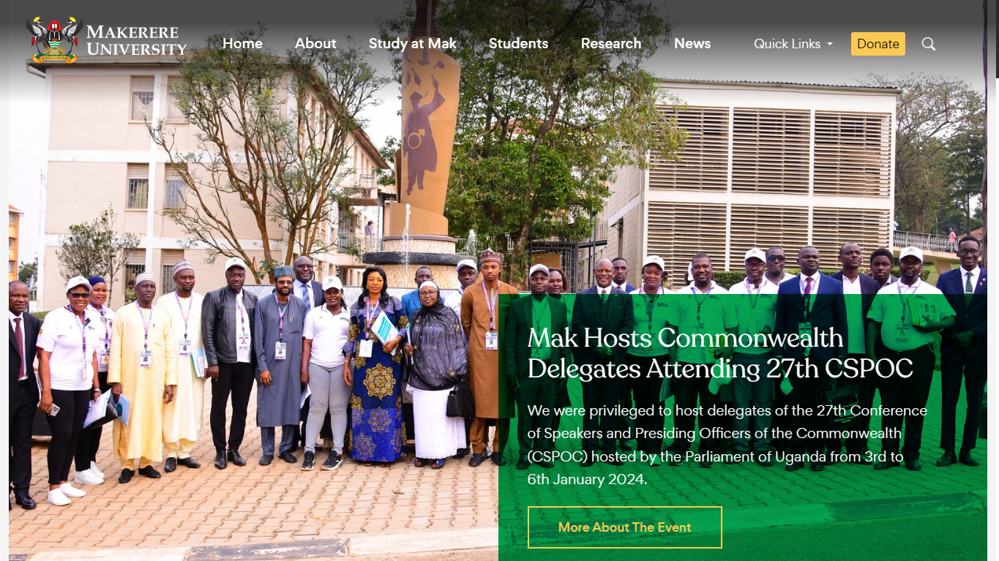 MAKERERE
UNIVERSITY
Home
About
Study at Mak
Students
Research
News
Quick Links
Donate
Mak Hosts Commonwealth
Delegates Attending 27th CSPOC
We were privileged to host delegates of the 27th Conference
of Speakers and Presiding Officers of the Commonwealth
(CSPOC) hosted by the Parliament of Uganda from 3rd to
6th January 2024.
More About The Event